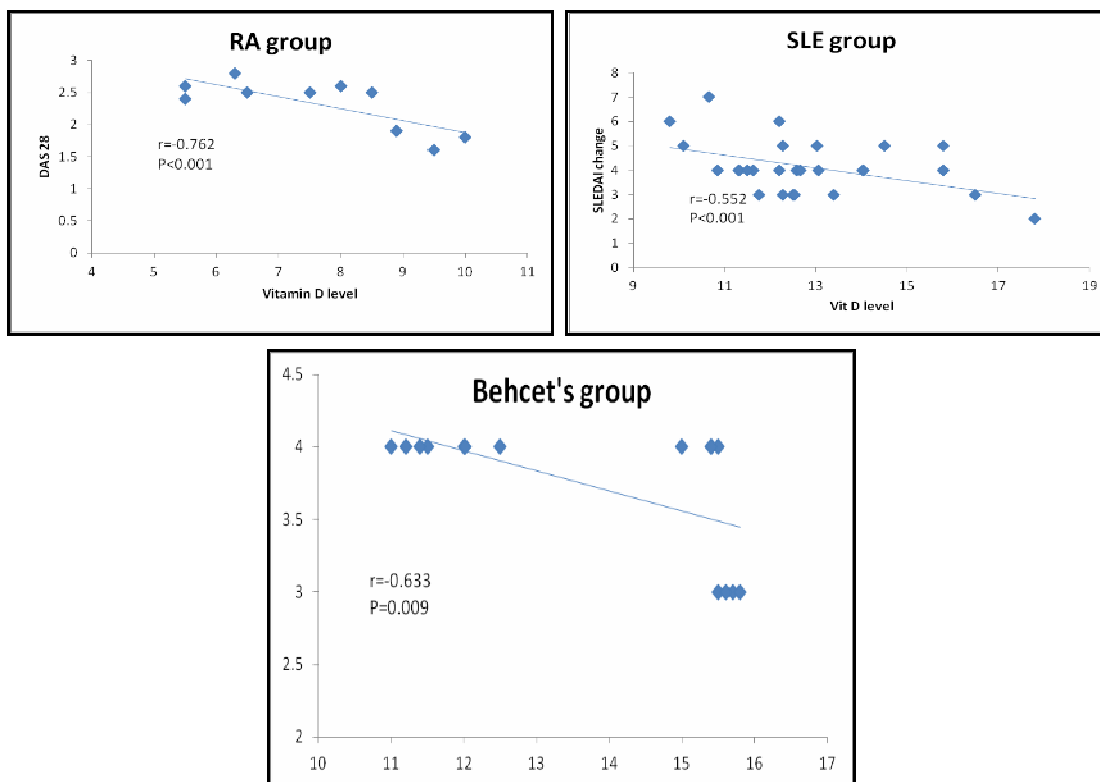 RA group
3
2.5
2
1.5
1
0.5
0
DAS28
r=-0.762
P<0.001
4 5 6 7 8 9 10 11
Vitamin D level
SLE group
8
7
6
5
4
3
2
1
0
SLEDAI change
r=-0.552
P<0.001
9 11 13 15 17 19
Vit D level
Behcet's group
4.5
4
3.5
3
2.5
2
r=-0.633
P=0.009
10 11 12 13 14 15 16 17